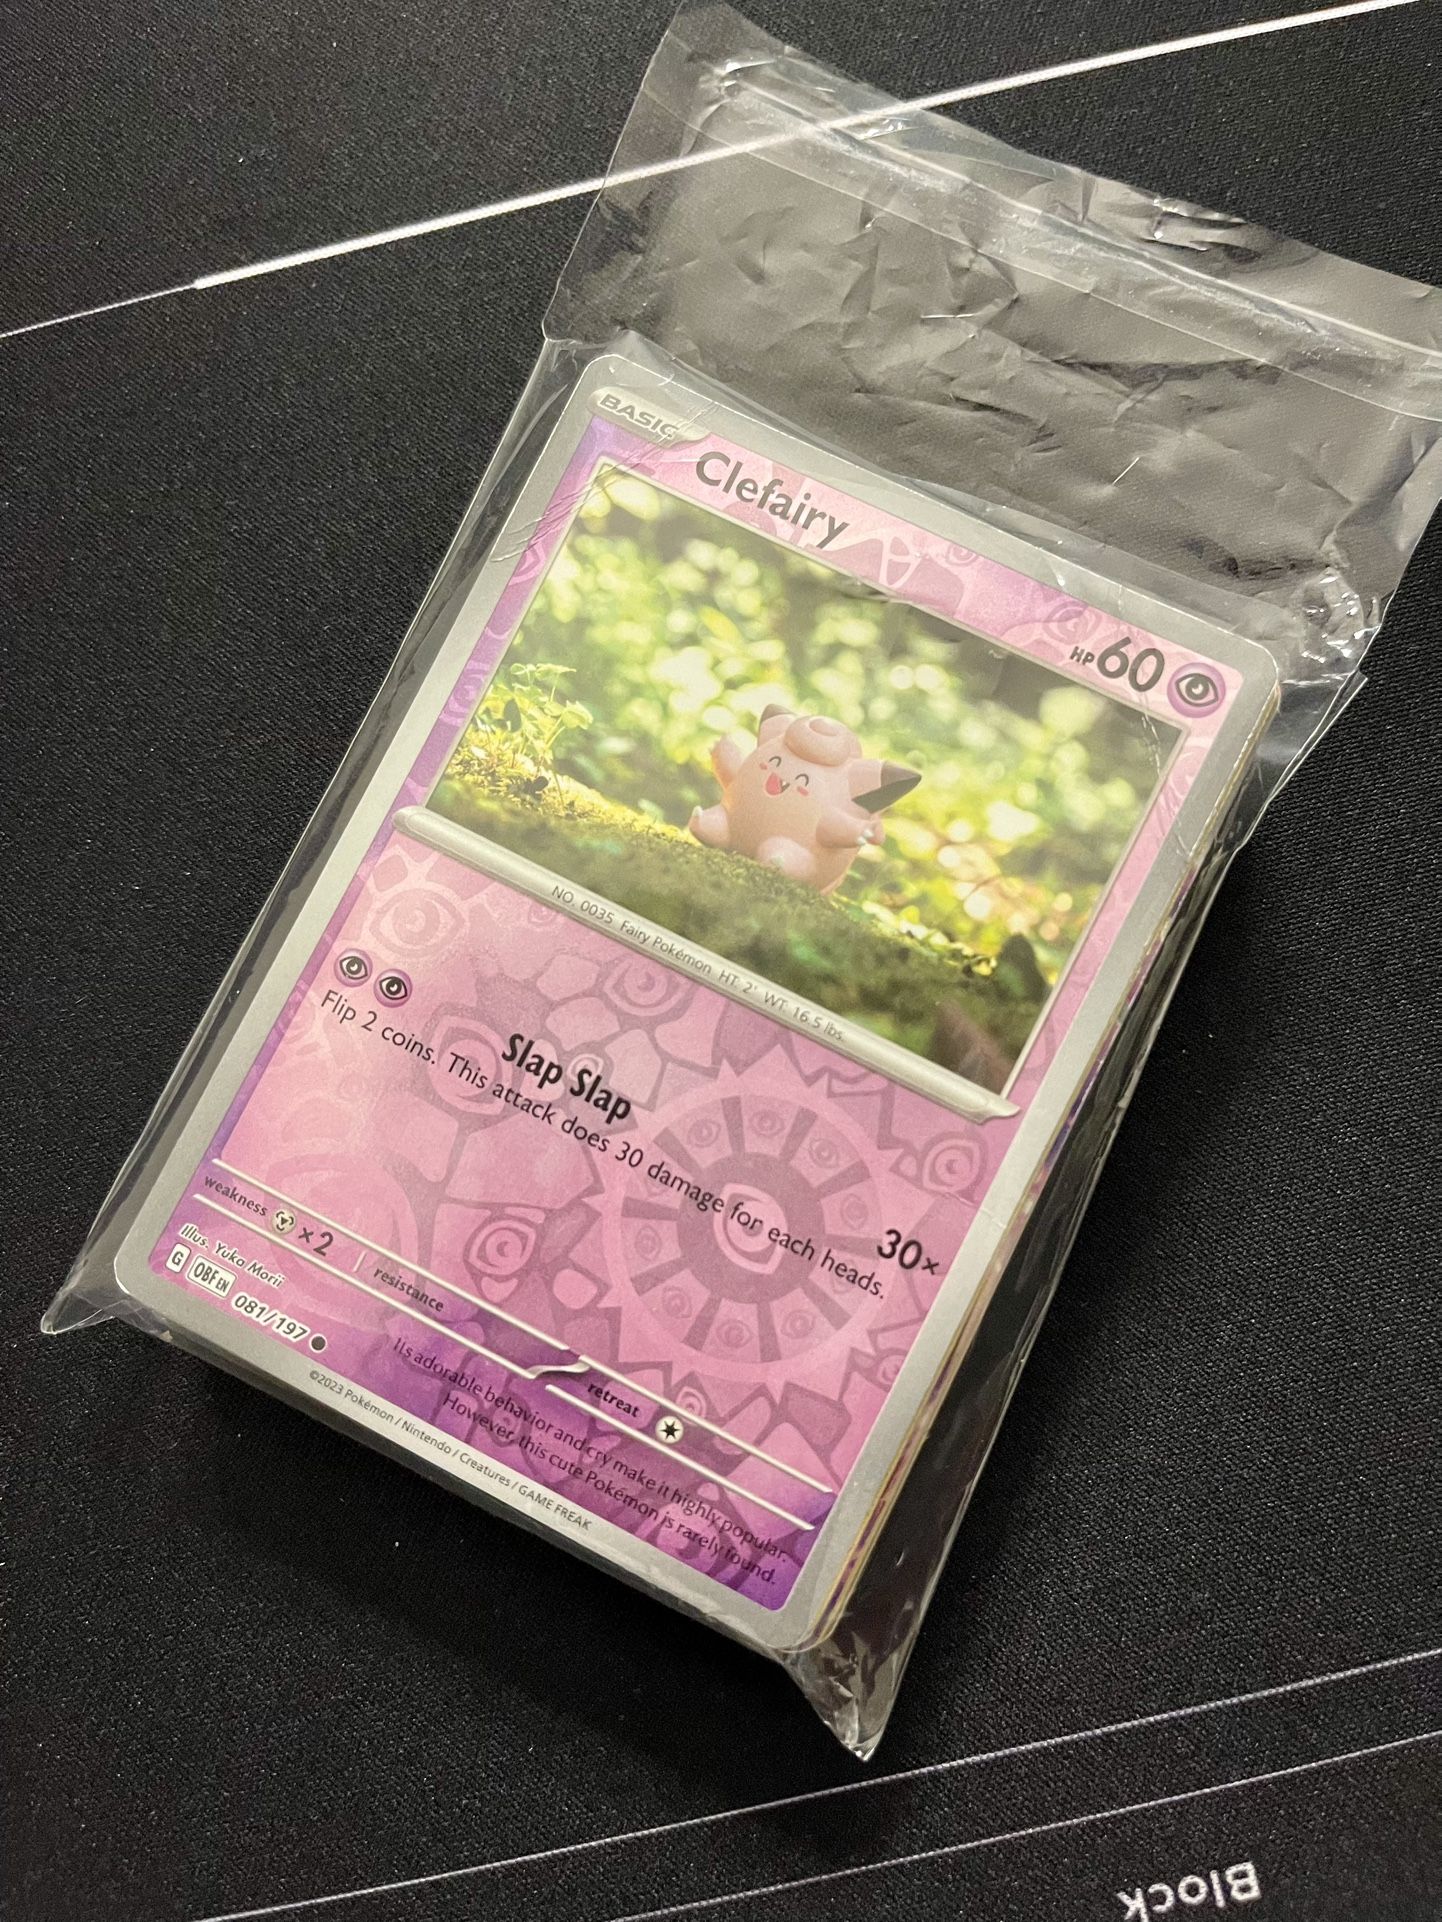 BASIC
Clefairy
HP 60
NO. 0035 Fairy Pokémon HT: 2' WT: 16.5 lbs.
Slap Slap
30×
Flip 2 coins. This attack does 30 damage for each heads.
weakness ×2 resistance retreat
Illus. Yuka Morii
G OBF EN 081/197
Its adorable behavior and cry make it highly popular.
However, this cute Pokémon is rarely found.
©2023 Pokémon / Nintendo / Creatures / GAME FREAK
Block